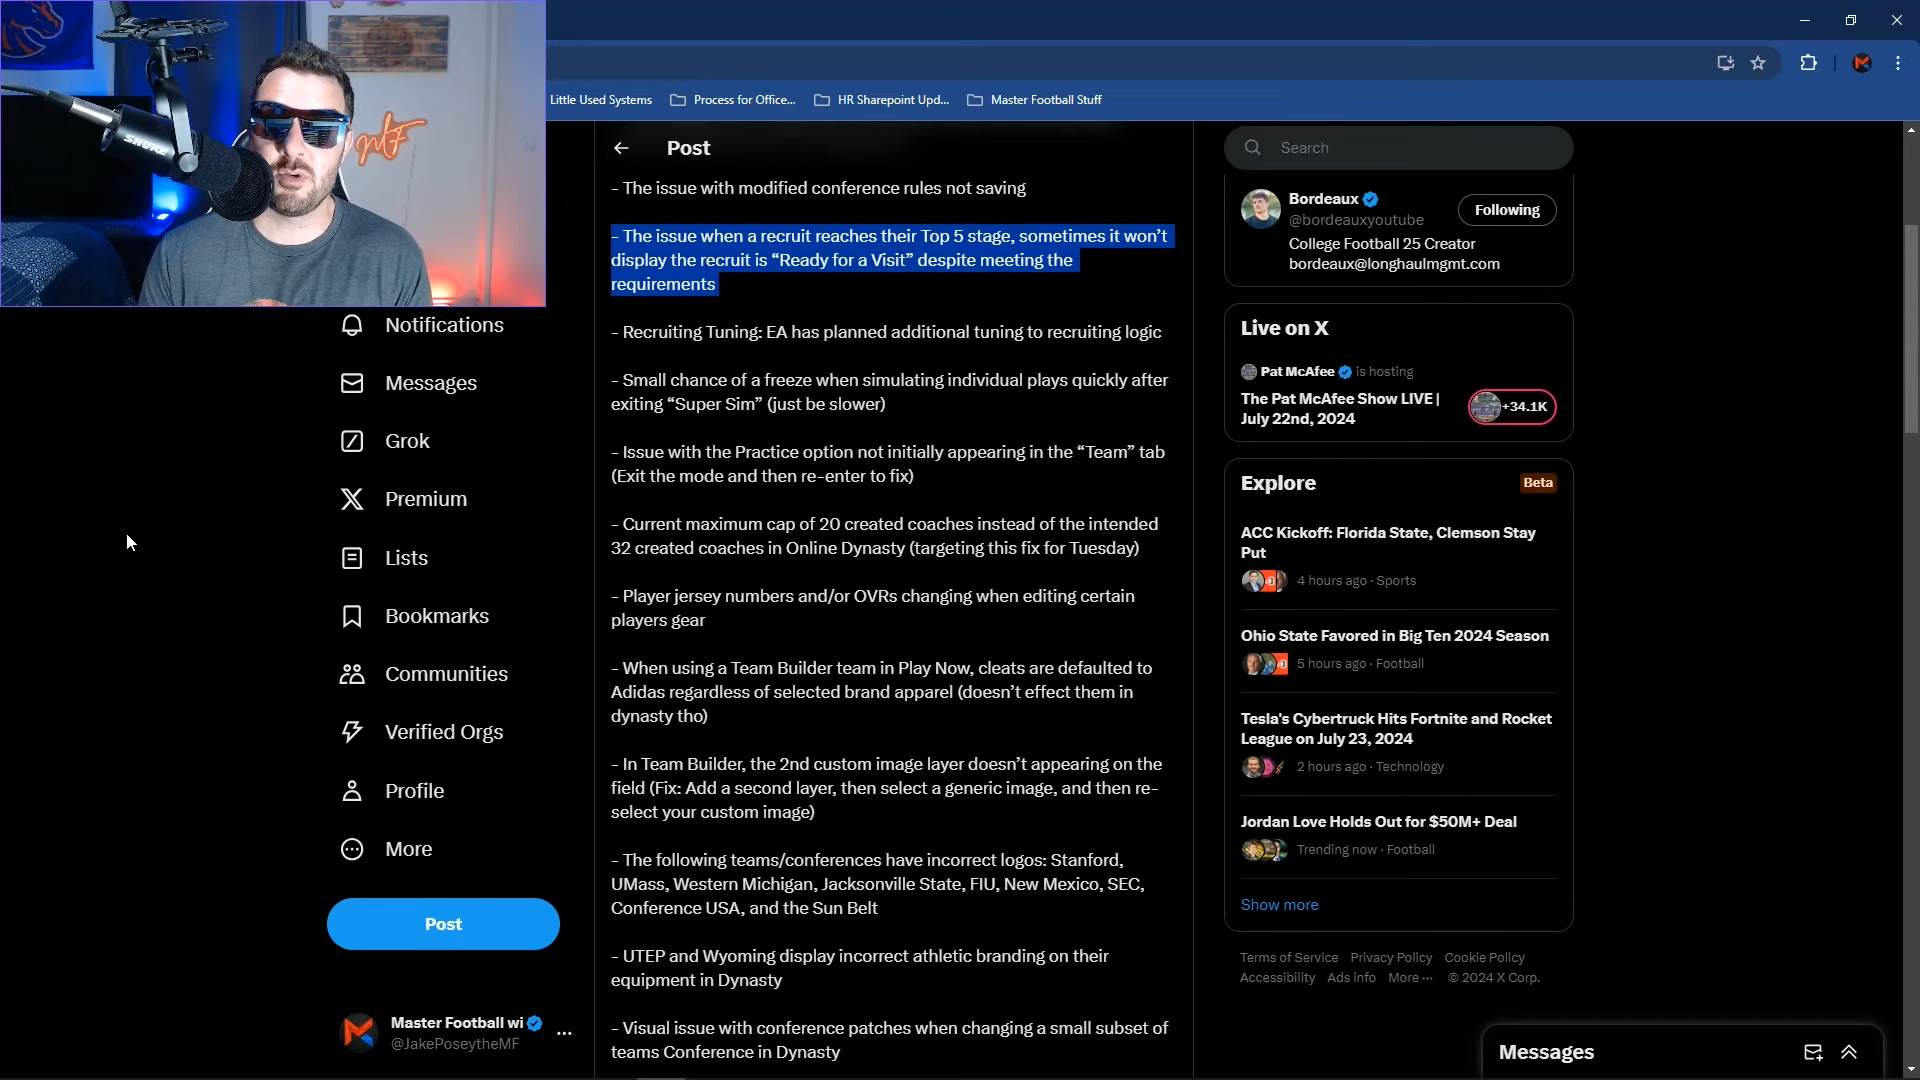 SHURE
MF
Little Used Systems
Process for Office...
HR Sharepoint Upd...
Master Football Stuff
Notifications
Messages
Grok
Premium
Lists
Bookmarks
Communities
Verified Orgs
Profile
More
Post
Master Football wi
@JakePoseytheMF
Post
- The issue with modified conference rules not saving
- The issue when a recruit reaches their Top 5 stage, sometimes it won’t
display the recruit is “Ready for a Visit” despite meeting the
requirements
- Recruiting Tuning: EA has planned additional tuning to recruiting logic
- Small chance of a freeze when simulating individual plays quickly after
exiting “Super Sim” (just be slower)
- Issue with the Practice option not initially appearing in the “Team” tab
(Exit the mode and then re-enter to fix)
- Current maximum cap of 20 created coaches instead of the intended
32 created coaches in Online Dynasty (targeting this fix for Tuesday)
- Player jersey numbers and/or OVRs changing when editing certain
players gear
- When using a Team Builder team in Play Now, cleats are defaulted to
Adidas regardless of selected brand apparel (doesn’t effect them in
dynasty tho)
- In Team Builder, the 2nd custom image layer doesn’t appearing on the
field (Fix: Add a second layer, then select a generic image, and then re-
select your custom image)
- The following teams/conferences have incorrect logos: Stanford,
UMass, Western Michigan, Jacksonville State, FIU, New Mexico, SEC,
Conference USA, and the Sun Belt
- UTEP and Wyoming display incorrect athletic branding on their
equipment in Dynasty
- Visual issue with conference patches when changing a small subset of
teams Conference in Dynasty
Search
Bordeaux
@bordeauxyoutube
Following
College Football 25 Creator
bordeaux@longhaulmgmt.com
Live on X
Pat McAfee is hosting
The Pat McAfee Show LIVE |
July 22nd, 2024
+34.1K
Explore
Beta
ACC Kickoff: Florida State, Clemson Stay
Put
4 hours ago · Sports
Ohio State Favored in Big Ten 2024 Season
5 hours ago · Football
Tesla's Cybertruck Hits Fortnite and Rocket
League on July 23, 2024
2 hours ago · Technology
Jordan Love Holds Out for $50M+ Deal
Trending now · Football
Show more
Terms of Service Privacy Policy Cookie Policy
Accessibility Ads info More ... © 2024 X Corp.
Messages